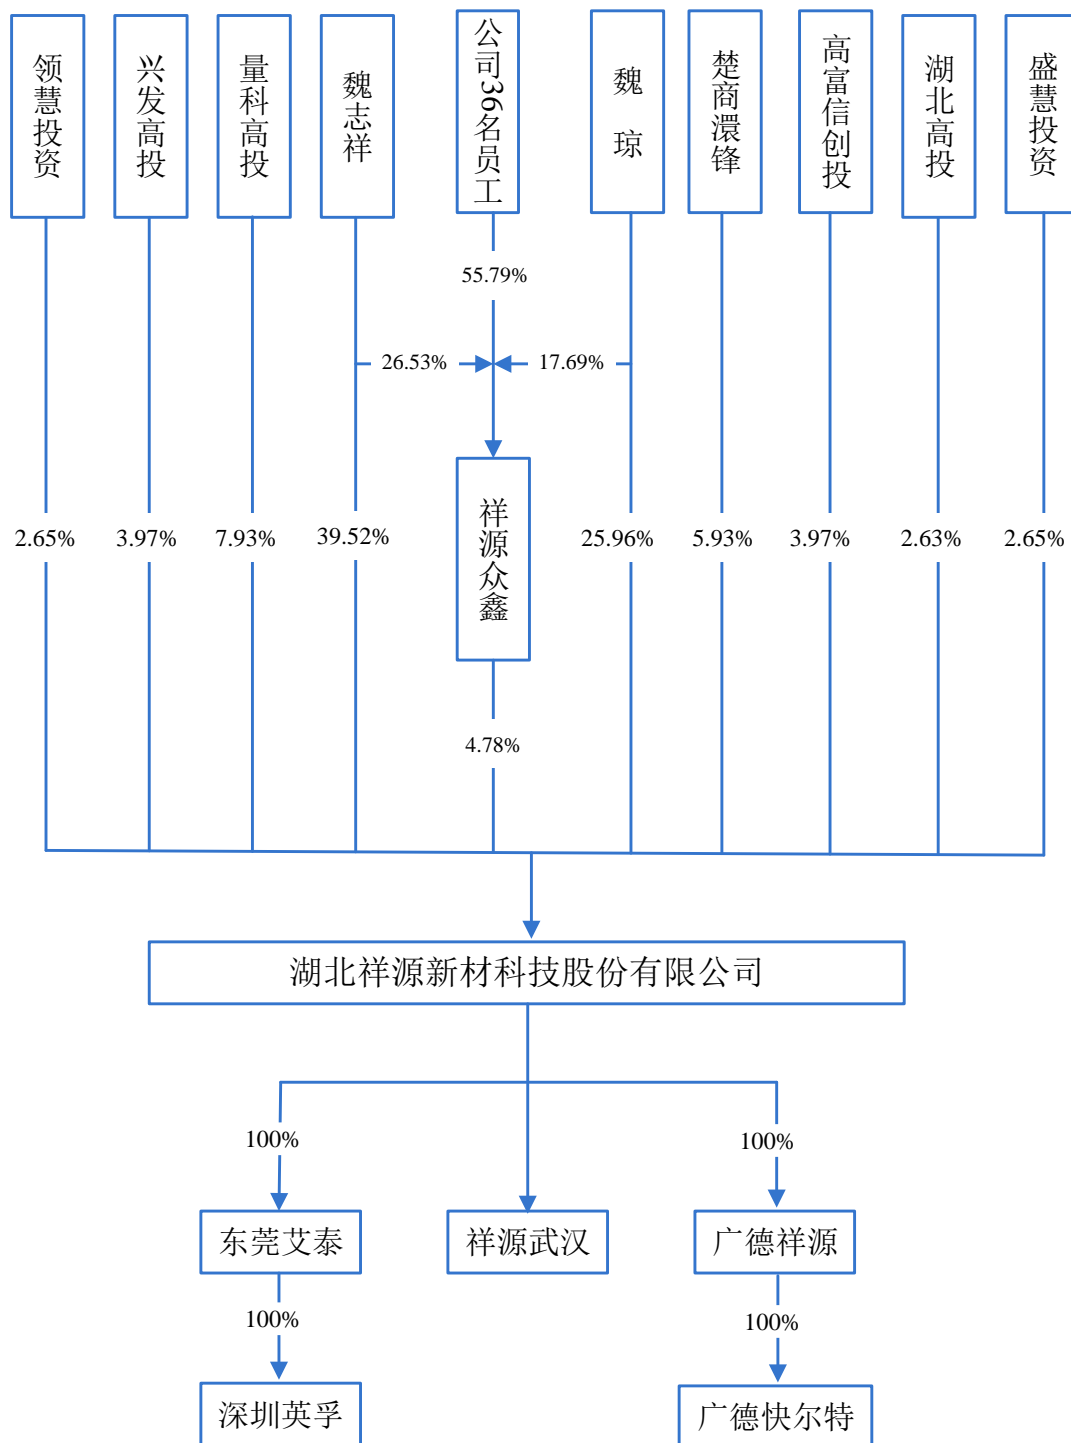 领慧投资
兴发高投
量科高投
魏志祥
公司36名员工
魏 琼
楚商澴锋
高富信创投
湖北高投
盛慧投资
55.79%
26.53%
17.69%
祥源众鑫
2.65%
3.97%
7.93%
39.52%
25.96%
5.93%
3.97%
2.63%
2.65%
4.78%
湖北祥源新材科技股份有限公司
100%
100%
东莞艾泰
祥源武汉
广德祥源
100%
100%
深圳英孚
广德快尔特